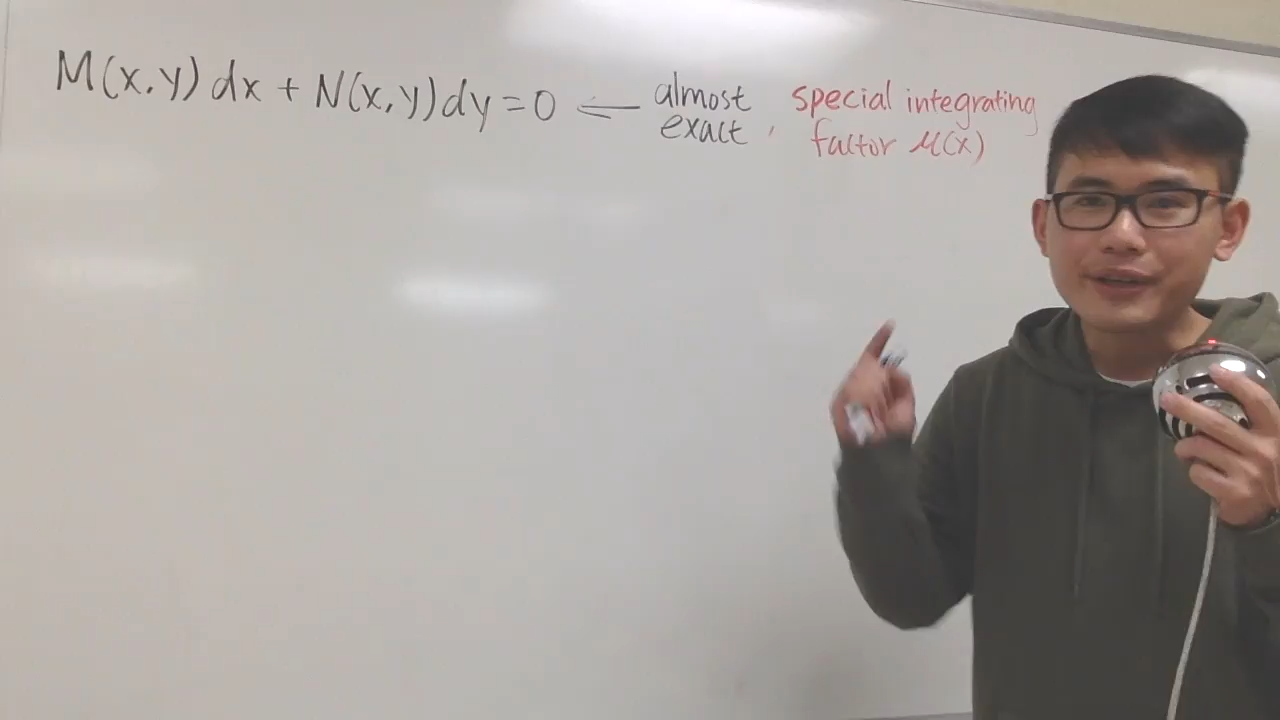 M(x,y) dx + N(x,y) dy = 0 ⟸ almost exact, special integrating factor μ(x)